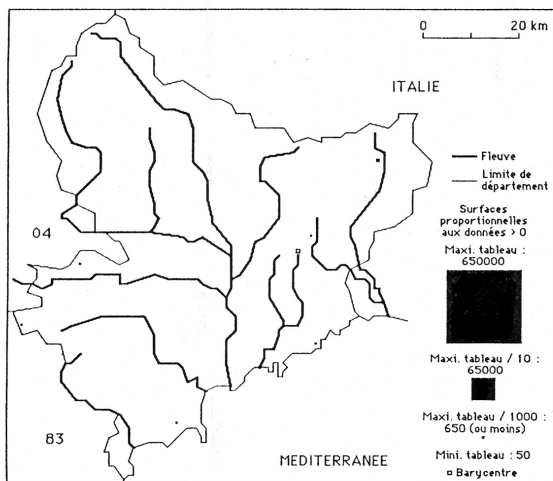 0 20 km
ITALIE
Fleuve
Limite de
département
04
Surfaces
proportionnelles
aux données > 0
Maxi. tableau :
650000
Maxi. tableau / 10 :
65000
Maxi. tableau / 1000 :
650 (ou moins)
83
MEDITERRANEE
Mini. tableau : 50
Barycentre